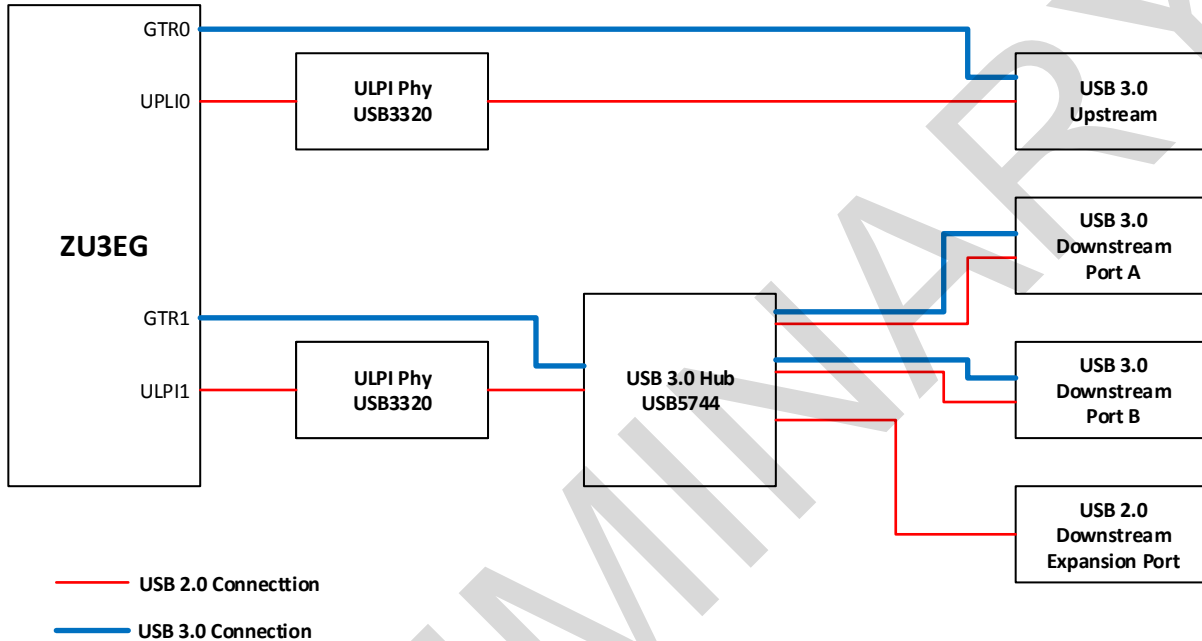 GTR0
UPLI0
ULPI Phy
USB3320
USB 3.0
Upstream
ZU3EG
USB 3.0
Downstream
Port A
GTR1
ULPI1
ULPI Phy
USB3320
USB 3.0 Hub
USB5744
USB 3.0
Downstream
Port B
USB 2.0
Downstream
Expansion Port
USB 2.0 Connecttion
USB 3.0 Connection
MINARY